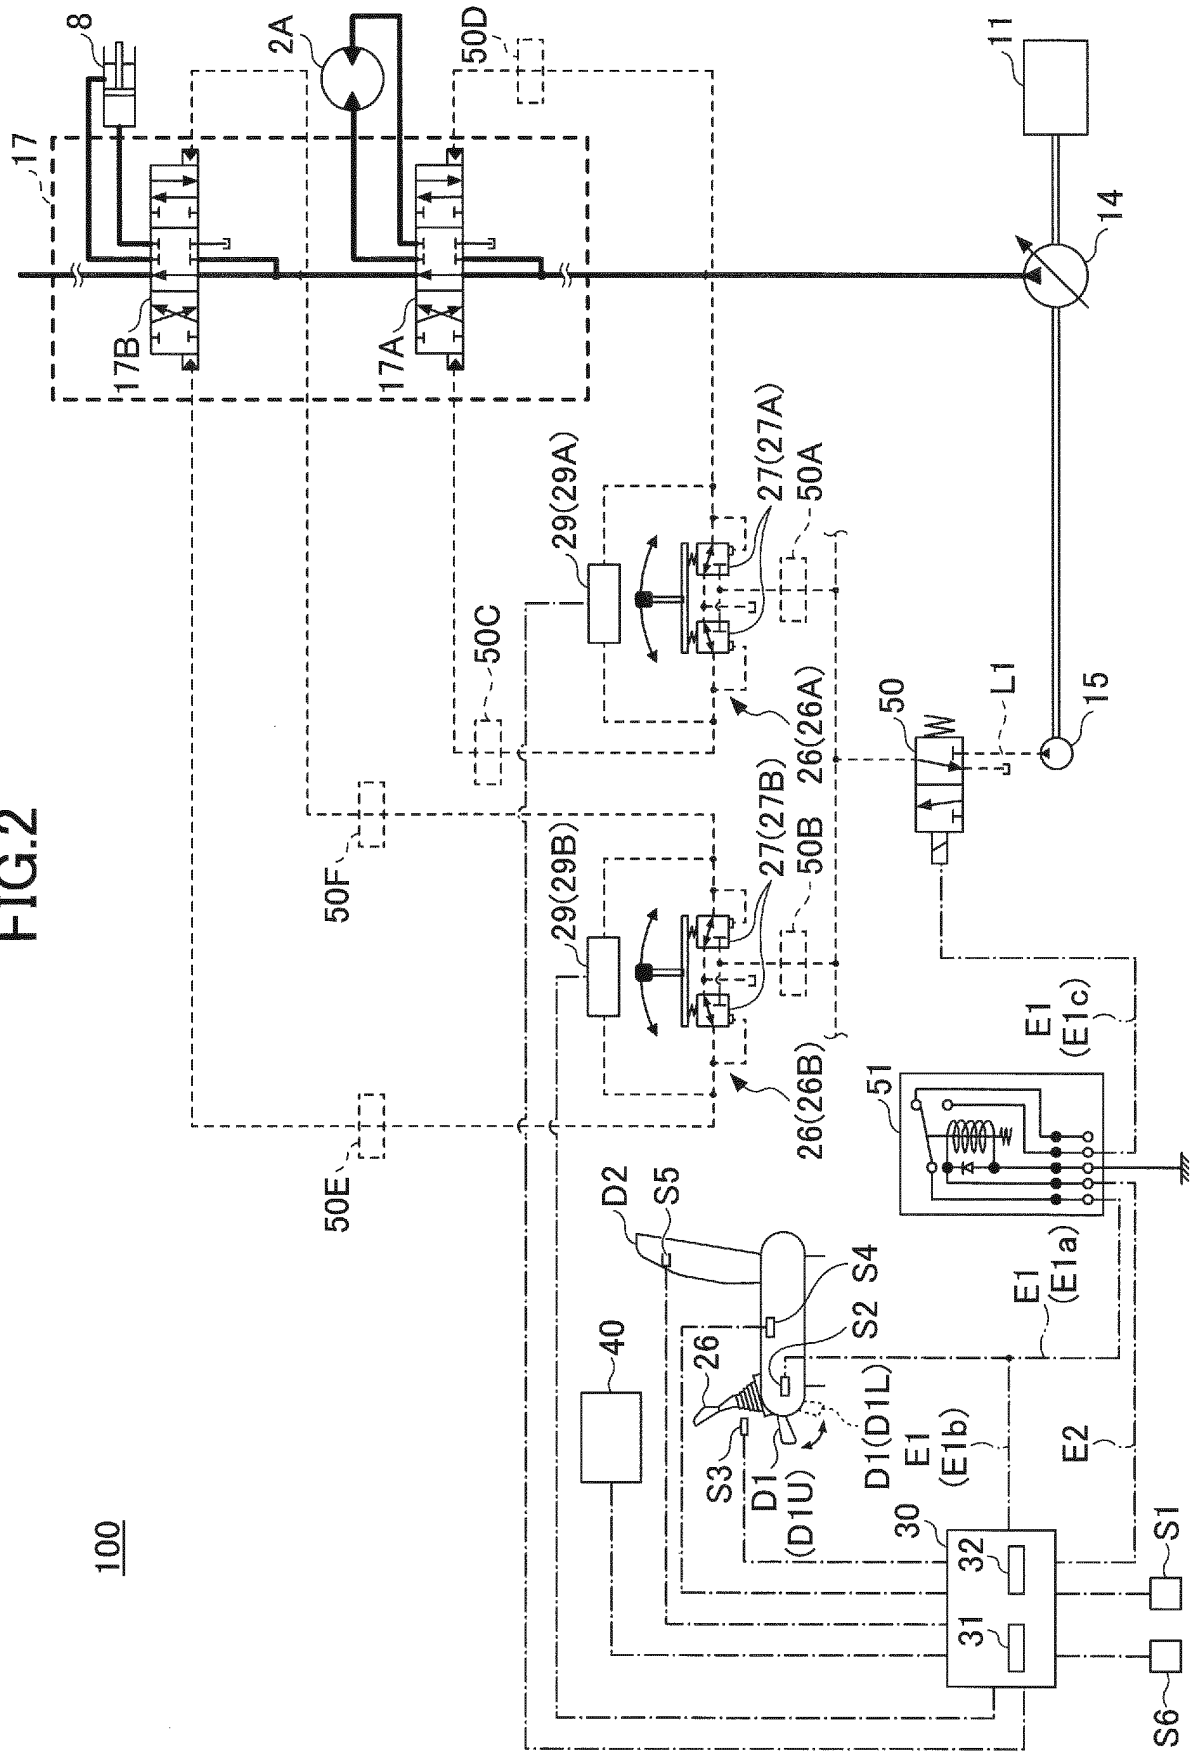 FIG.2
100
17
8
2A
50D
11
17B
17A
14
29(29A)
27(27A)
50A
50C
26(26A)
50
L1
15
50F
29(29B)
27(27B)
50B
26(26B)
50E
E1
(E1c)
51
D2
S5
S4
S2
E1
(E1a)
40
26
S3
D1
(D1U)
D1(D1L)
E1
(E1b)
E2
30
32
31
S1
S6